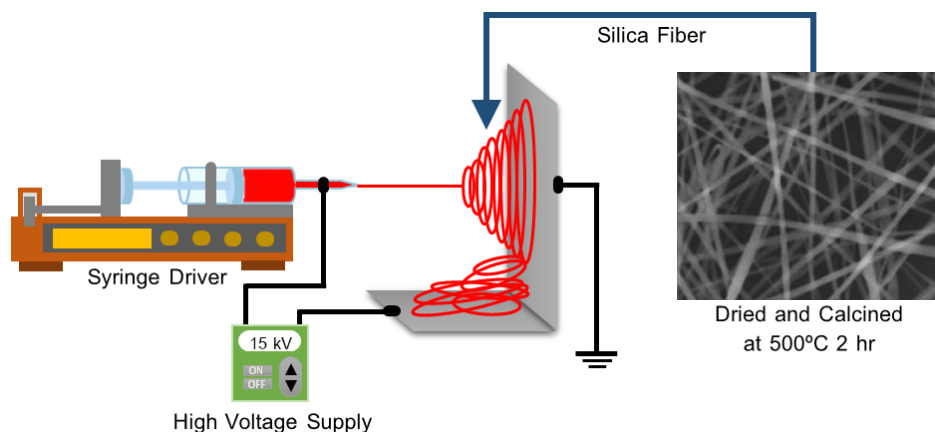 Silica Fiber
Syringe Driver
15 kV
ON
OFF
High Voltage Supply
Dried and Calcined
at 500ºC 2 hr